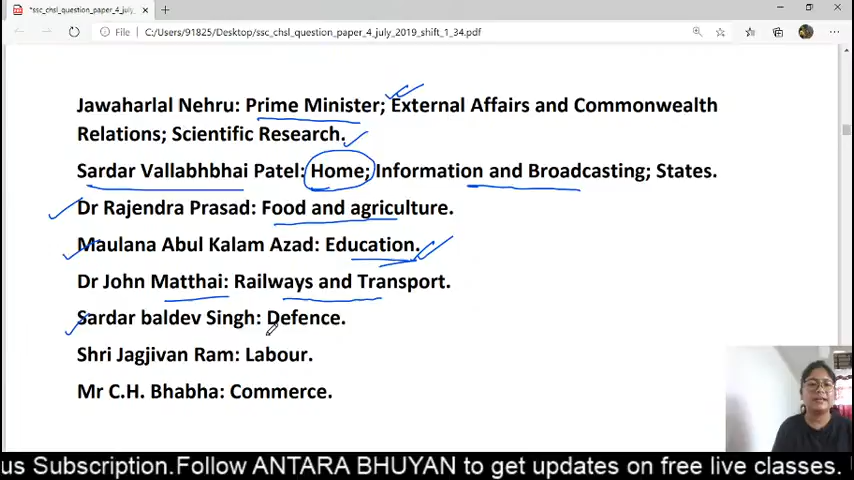 *ssc_chsl_question_paper_4_july_
File
C:/Users/91825/Desktop/ssc_chsl_question_paper_4_july_2019_shift_1_34.pdf
Jawaharlal Nehru: Prime Minister; External Affairs and Commonwealth
Relations; Scientific Research.
Sardar Vallabhbhai Patel: Home; Information and Broadcasting; States.
Dr Rajendra Prasad: Food and agriculture.
Maulana Abul Kalam Azad: Education.
Dr John Matthai: Railways and Transport.
Sardar baldev Singh: Defence.
Shri Jagjivan Ram: Labour.
Mr C.H. Bhabha: Commerce.
us Subscription.Follow ANTARA BHUYAN to get updates on free live classes.